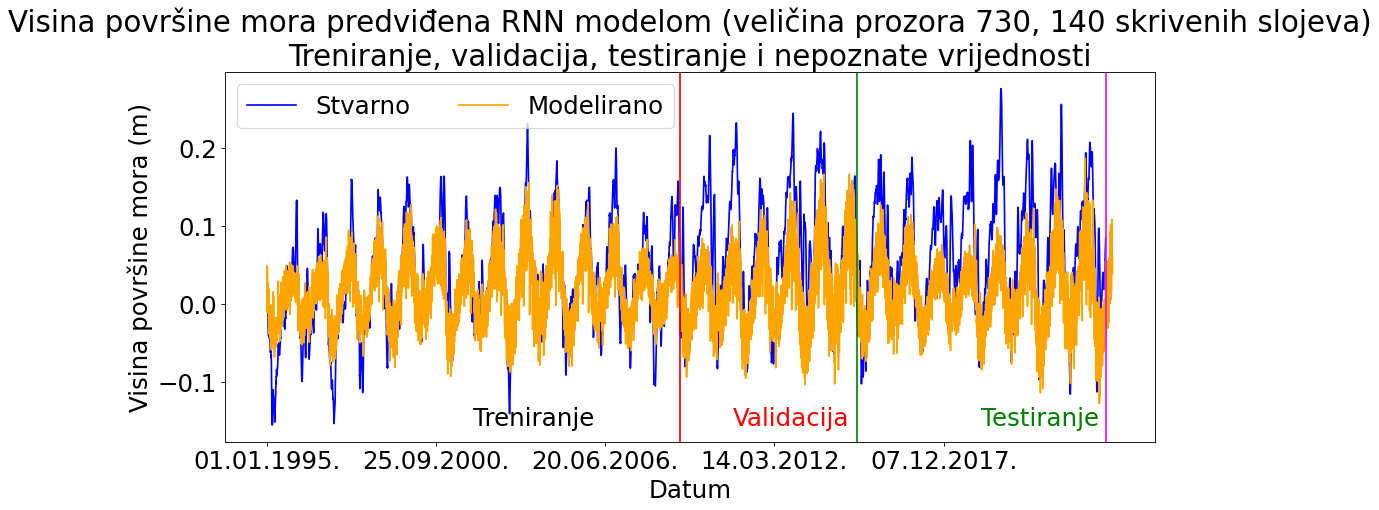 Visina površine mora predviđena RNN modelom (veličina prozora 730, 140 skrivenih slojeva)
Treniranje, validacija, testiranje i nepoznate vrijednosti
Stvarno
Modelirano
Visina površine mora (m)
0.2
0.1
0.0
−0.1
Treniranje
Validacija
Testiranje
01.01.1995.
25.09.2000.
20.06.2006.
14.03.2012.
07.12.2017.
Datum